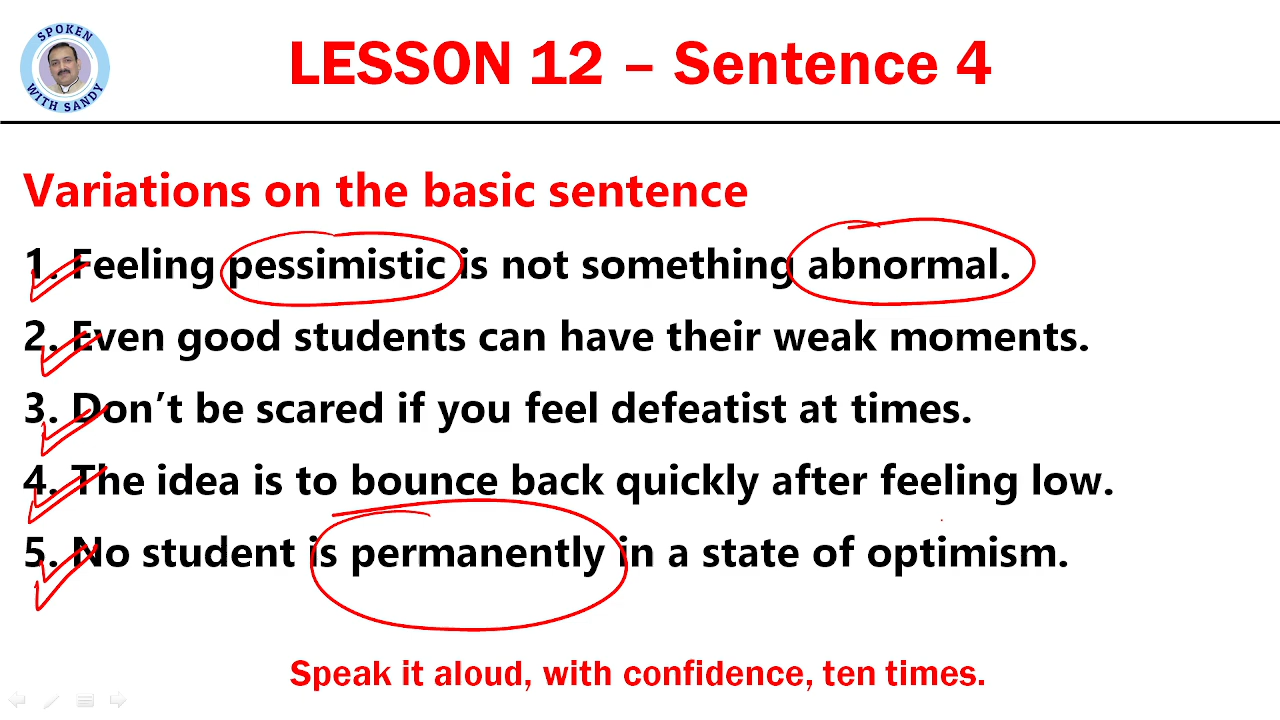 SPOKEN
WITH SANDY
LESSON 12 – Sentence 4
Variations on the basic sentence
1. Feeling pessimistic is not something abnormal.
2. Even good students can have their weak moments.
3. Don’t be scared if you feel defeatist at times.
4. The idea is to bounce back quickly after feeling low.
5. No student is permanently in a state of optimism.
Speak it aloud, with confidence, ten times.